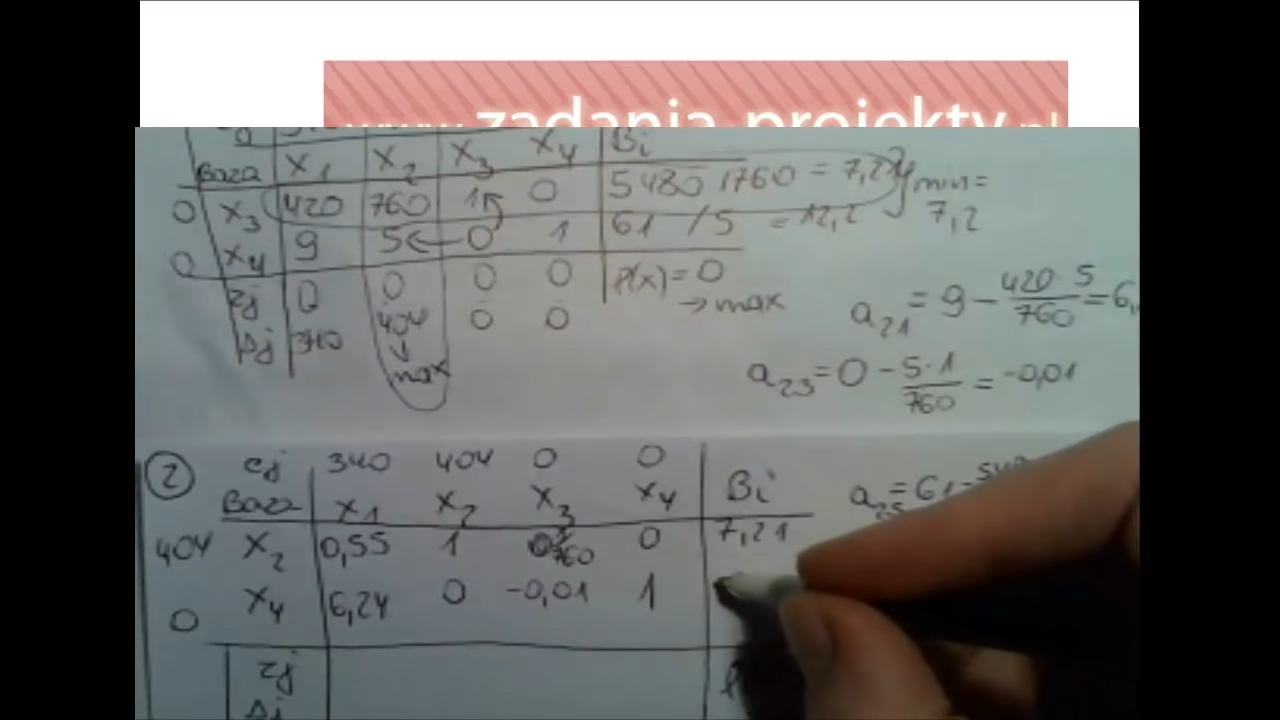 www.zadania-projekty.pl
Baza x₁ x₂ x₃ x₄ Bi
0 x₃ 420 760 1 0 5480 /760 = 7,21 min =
7,2
0 x₄ 9 5 0 1 61 /5 = 12,2
zj 0 0 0 0 f(x) = 0
→ max
Δj 340 404 0 0
↓
max
a₂₁ = 9 - 420·5/760 = 6,
a₂₃ = 0 - 5·1/760 = -0,01
2 cj 340 404 0 0
Baza x₁ x₂ x₃ x₄ Bi
a₂₅ = 61 -
404 x₂ 0,55 1 760 0 7,21
0 x₄ 6,24 0 -0,01 1
zj
Δj